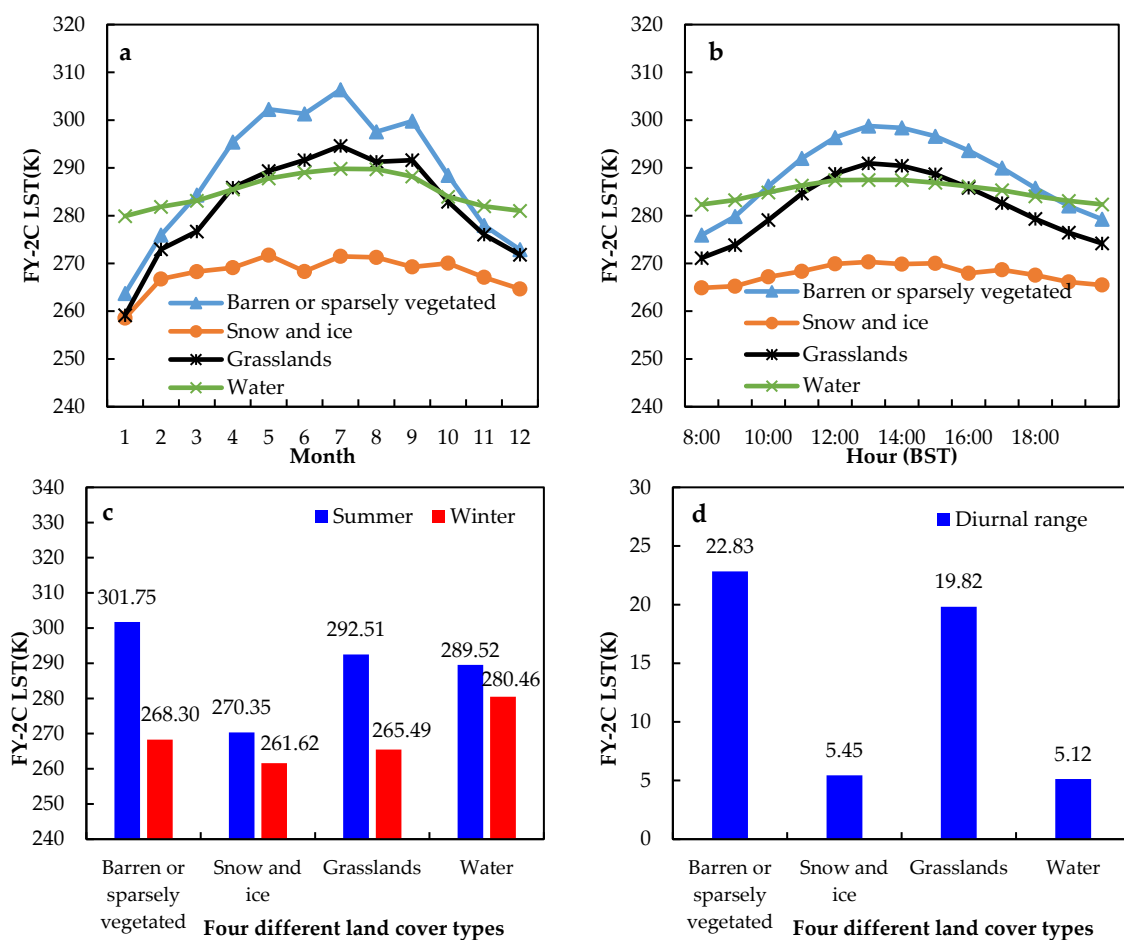 a
FY-2C LST(K)
320
310
300
290
280
270
260
250
240
Barren or sparsely vegetated
Snow and ice
Grasslands
Water
1 2 3 4 5 6 7 8 9 10 11 12
Month
b
FY-2C LST(K)
320
310
300
290
280
270
260
250
240
Barren or sparsely vegetated
Snow and ice
Grasslands
Water
8:00 10:00 12:00 14:00 16:00 18:00
Hour (BST)
c
Summer Winter
FY-2C LST(K)
340
330
320
310
300
290
280
270
260
250
240
301.75
268.30
270.35
261.62
292.51
265.49
289.52
280.46
Barren or sparsely vegetated
Snow and ice
Grasslands
Water
Four different land cover types
d
Diurnal range
FY-2C LST(K)
30
25
20
15
10
5
0
22.83
5.45
19.82
5.12
Barren or sparsely vegetated
Snow and ice
Grasslands
Water
Four different land cover types